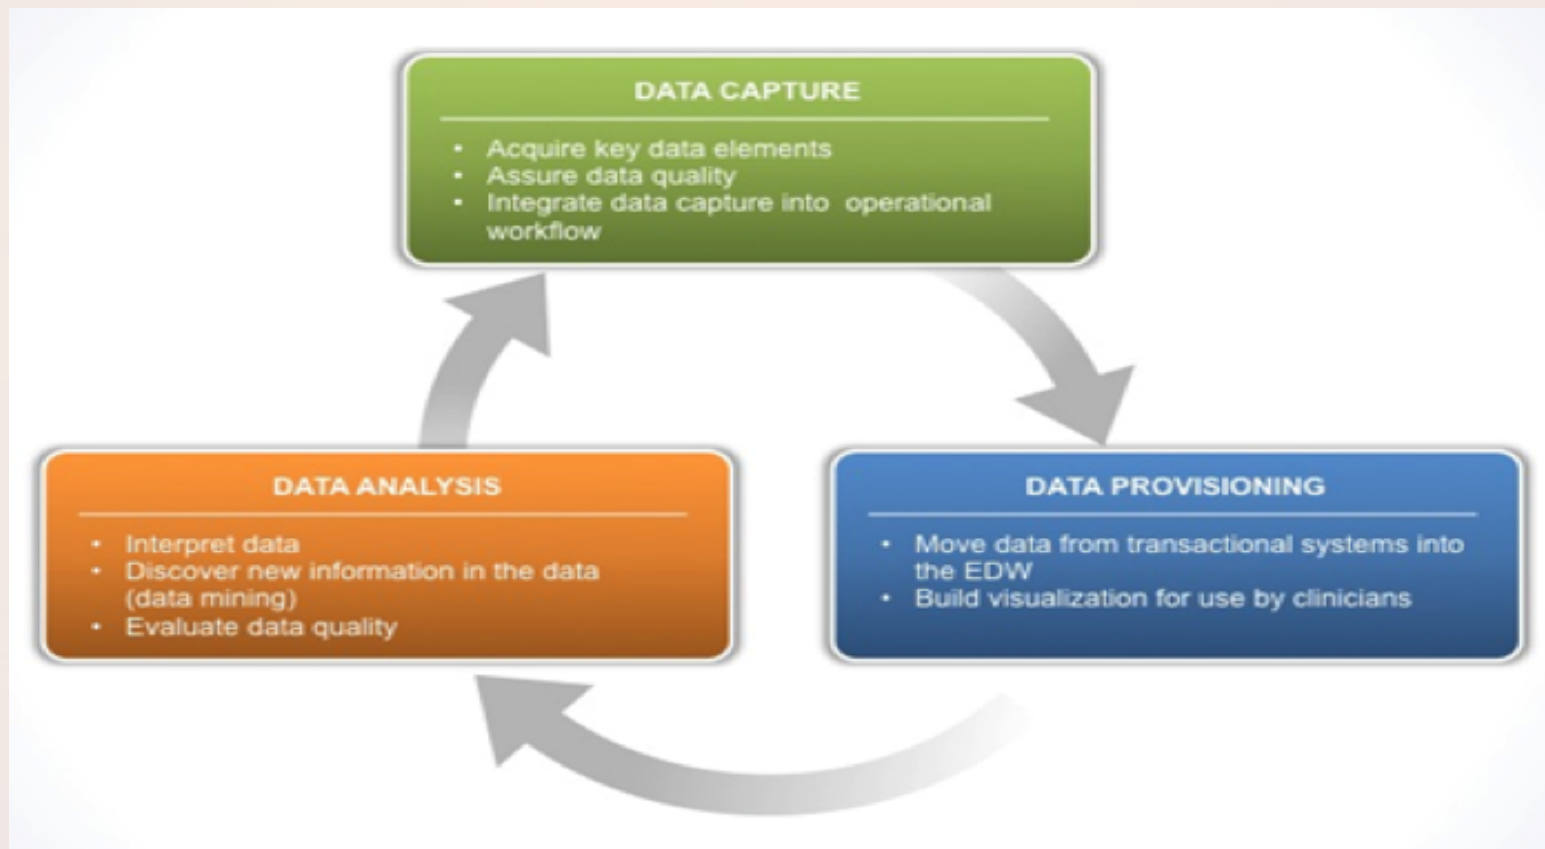 DATA CAPTURE
• Acquire key data elements
• Assure data quality
• Integrate data capture into operational
workflow
DATA ANALYSIS
• Interpret data
• Discover new information in the data
(data mining)
• Evaluate data quality
DATA PROVISIONING
• Move data from transactional systems into
the EDW
• Build visualization for use by clinicians